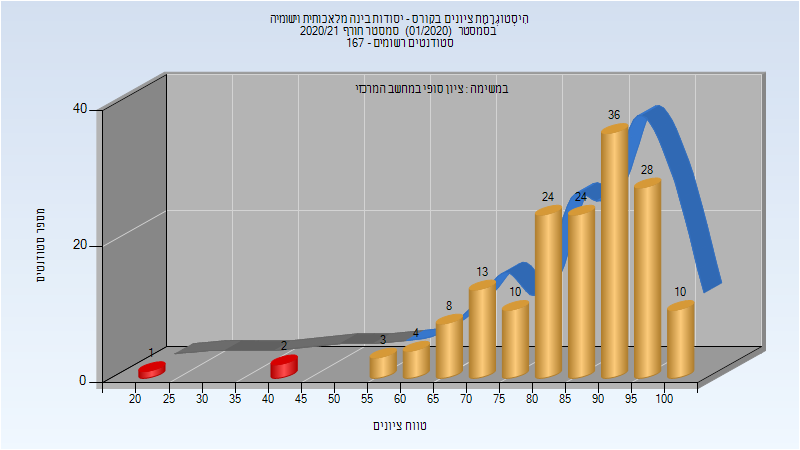 היסטוגרמת ציונים בקורס - יסודות בינה מלאכותית וישומיה
בסמסטר (01/2020) סמסטר חורף 2020/21
סטודנטים רשומים - 167
במשימה : ציון סופי במחשב המרכזי
מספר סטודנטים
40
20
0
1
2
3
4
8
13
10
24
24
36
28
10
20 25 30 35 40 45 50 55 60 65 70 75 80 85 90 95 100
טווח ציונים